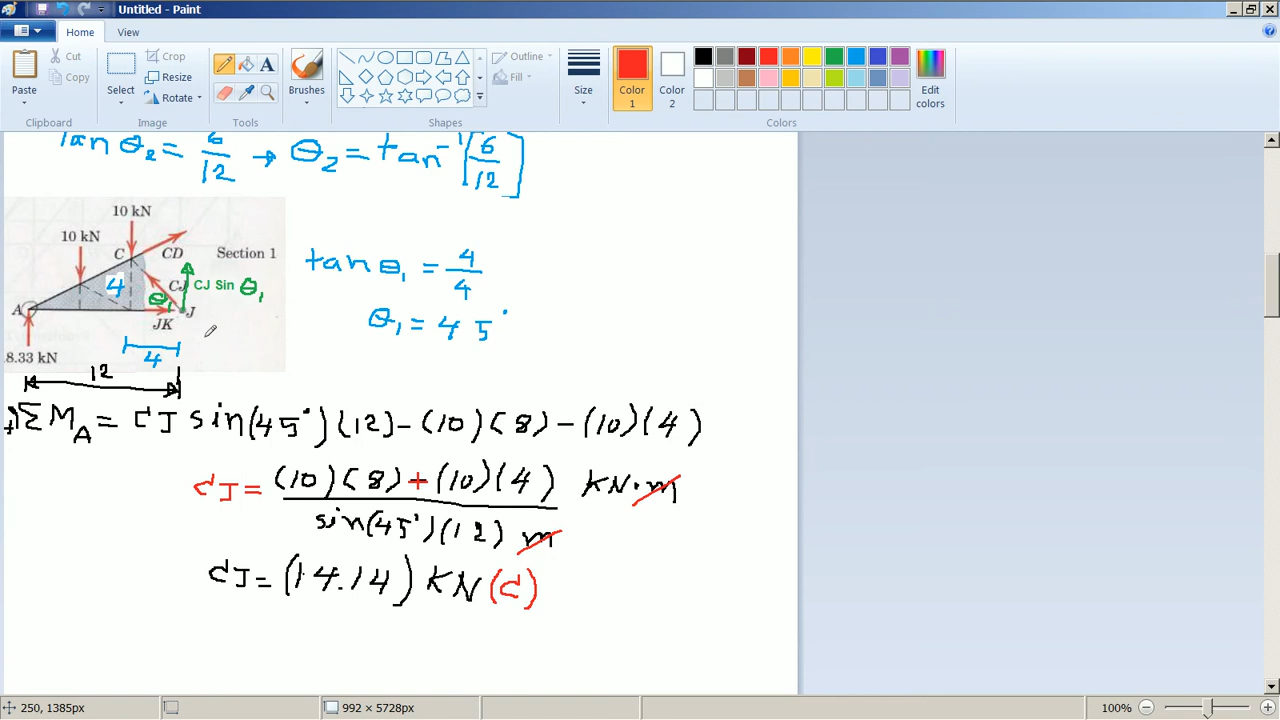 Untitled - Paint
Home View
Paste
Cut
Copy
Clipboard
Select
Crop
Resize
Rotate
Image
Tools
Brushes
Shapes
Outline
Fill
Size
Color 1
Color 2
Edit colors
Colors
tan θ2 = 6/12 → θ2 = tan⁻¹[6/12]
10 kN
10 kN
C
CD
Section 1
4
CJ
CJ Sin θ1
θ1
A
J
JK
8.33 kN
4
12
tan θ1 = 4/4
θ1 = 45°
+ΣMA = CJ sin(45°)(12) - (10)(8) - (10)(4)
CJ = (10)(8) + (10)(4) KN·m
sin(45°)(12) m
CJ = (14.14) KN (C)
250, 1385px
992 × 5728px
100%